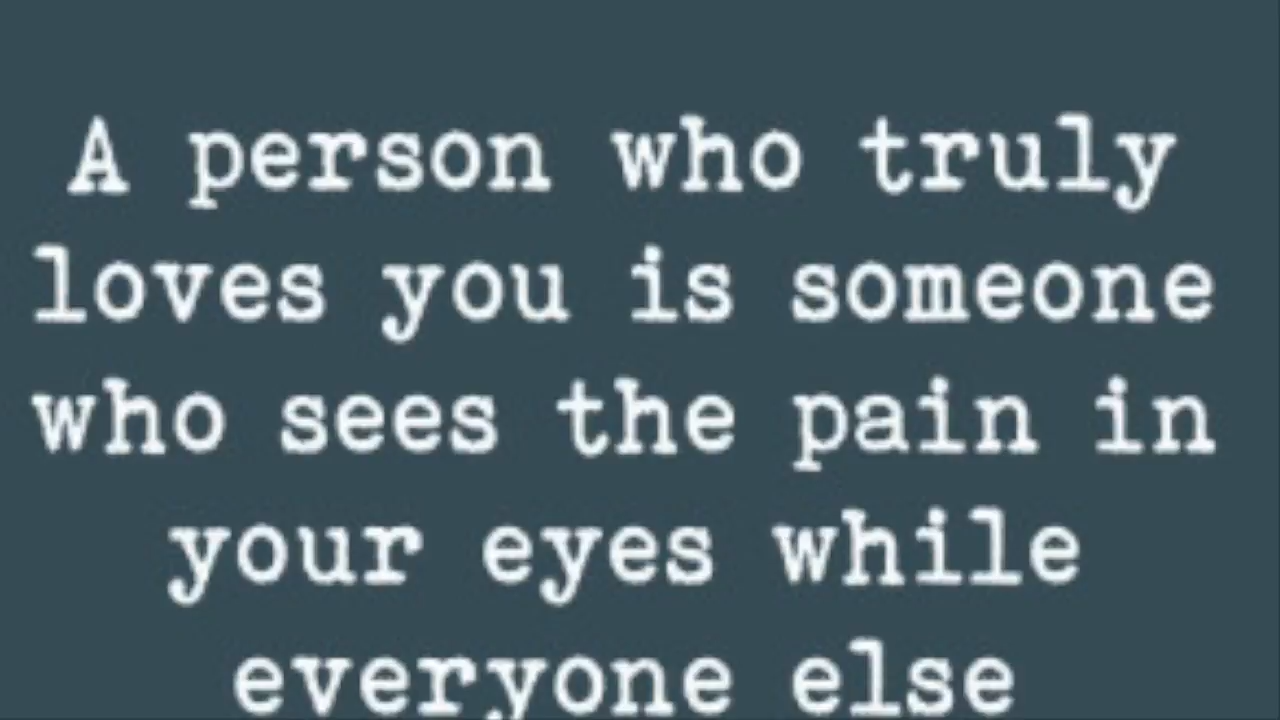 A person who truly
loves you is someone
who sees the pain in
your eyes while
everyone else